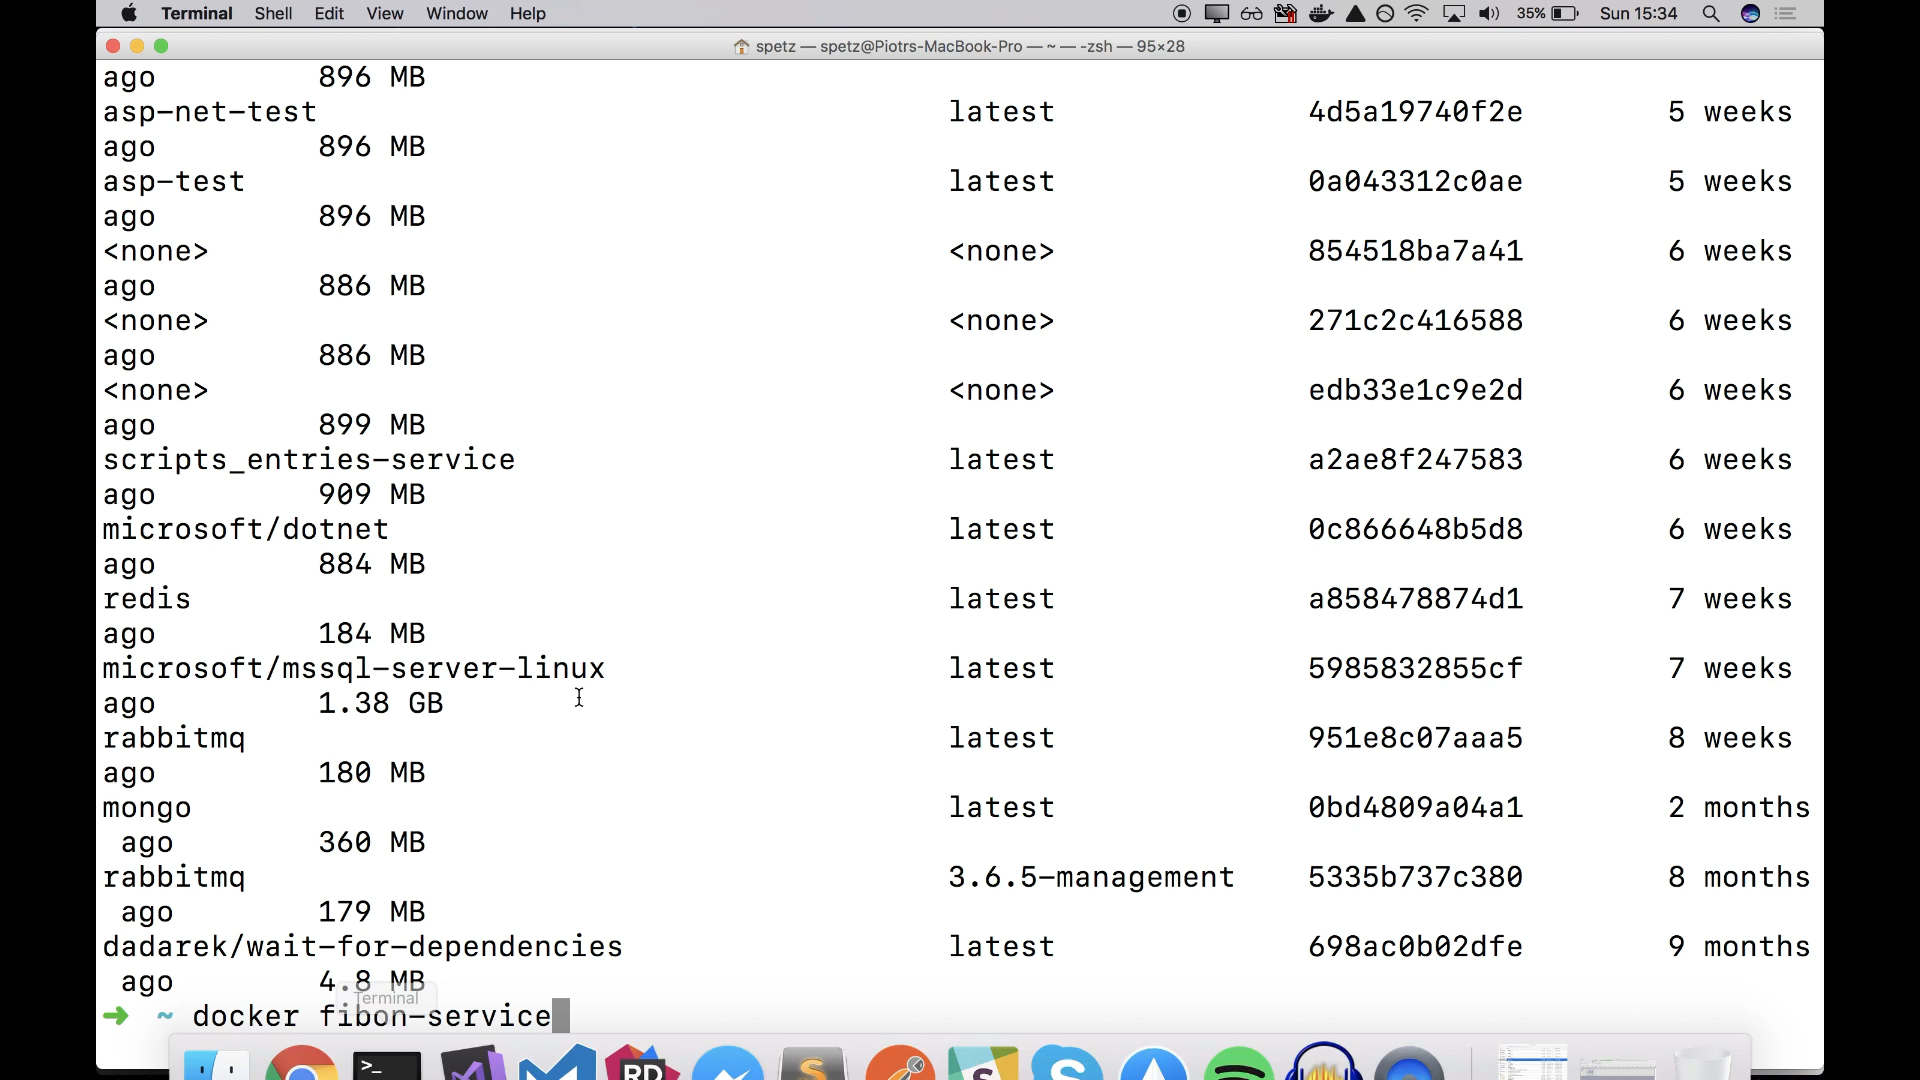 Terminal Shell Edit View Window Help 35% Sun 15:34
spetz — spetz@Piotrs-MacBook-Pro — ~ — -zsh — 95×28
ago 896 MB
asp-net-test latest 4d5a19740f2e 5 weeks
ago 896 MB
asp-test latest 0a043312c0ae 5 weeks
ago 896 MB
<none> <none> 854518ba7a41 6 weeks
ago 886 MB
<none> <none> 271c2c416588 6 weeks
ago 886 MB
<none> <none> edb33e1c9e2d 6 weeks
ago 899 MB
scripts_entries-service latest a2ae8f247583 6 weeks
ago 909 MB
microsoft/dotnet latest 0c866648b5d8 6 weeks
ago 884 MB
redis latest a858478874d1 7 weeks
ago 184 MB
microsoft/mssql-server-linux latest 5985832855cf 7 weeks
ago 1.38 GB
rabbitmq latest 951e8c07aaa5 8 weeks
ago 180 MB
mongo latest 0bd4809a04a1 2 months
ago 360 MB
rabbitmq 3.6.5-management 5335b737c380 8 months
ago 179 MB
dadarek/wait-for-dependencies latest 698ac0b02dfe 9 months
ago 4.8 MB
Terminal
➜ ~ docker fibon-service
>_ RD S